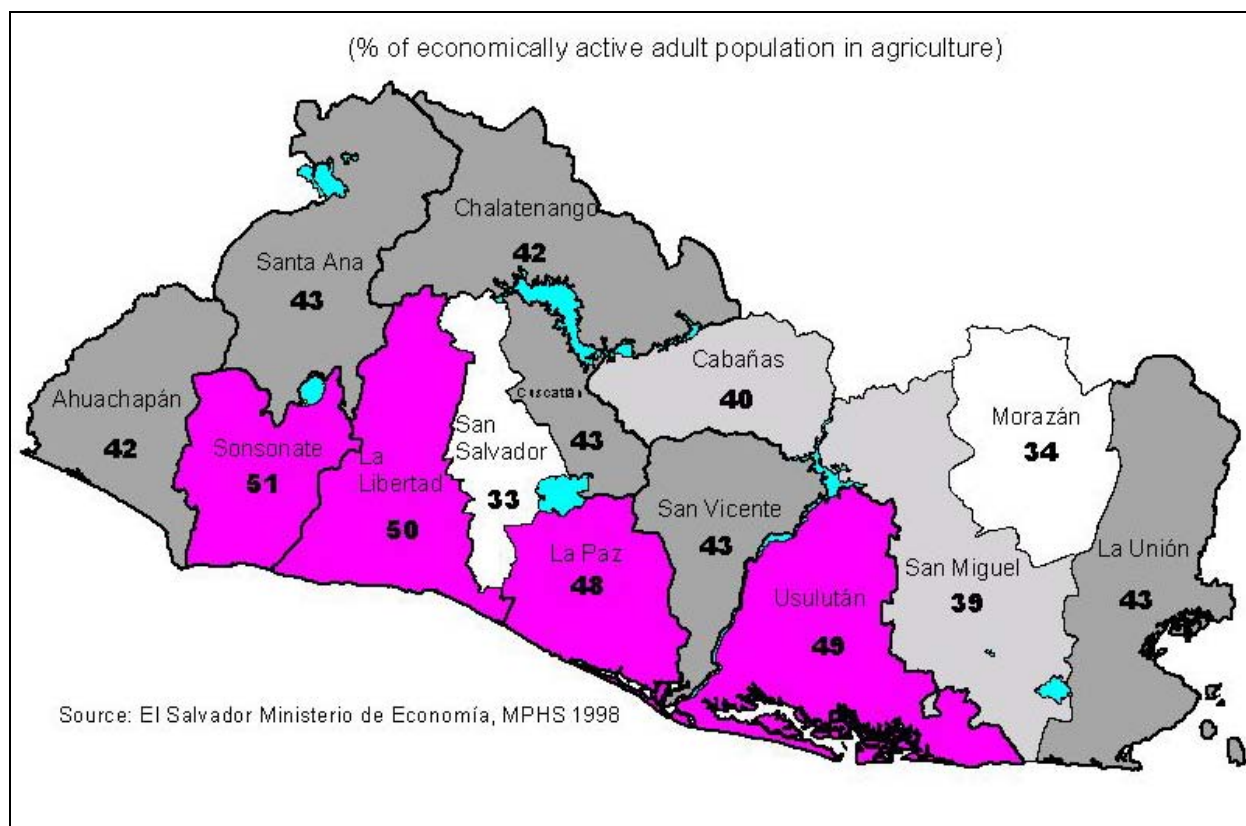 (% of economically active adult population in agriculture)
Chalatenango
42
Santa Ana
43
Ahuachapán
42
Sonsonate
51
La
Libertad
50
San
Salvador
33
Cuscatlán
43
Cabañas
40
La Paz
48
San Vicente
43
Usulután
49
San Miguel
39
Morazán
34
La Unión
43
Source: El Salvador Ministerio de Economía, MPHS 1998